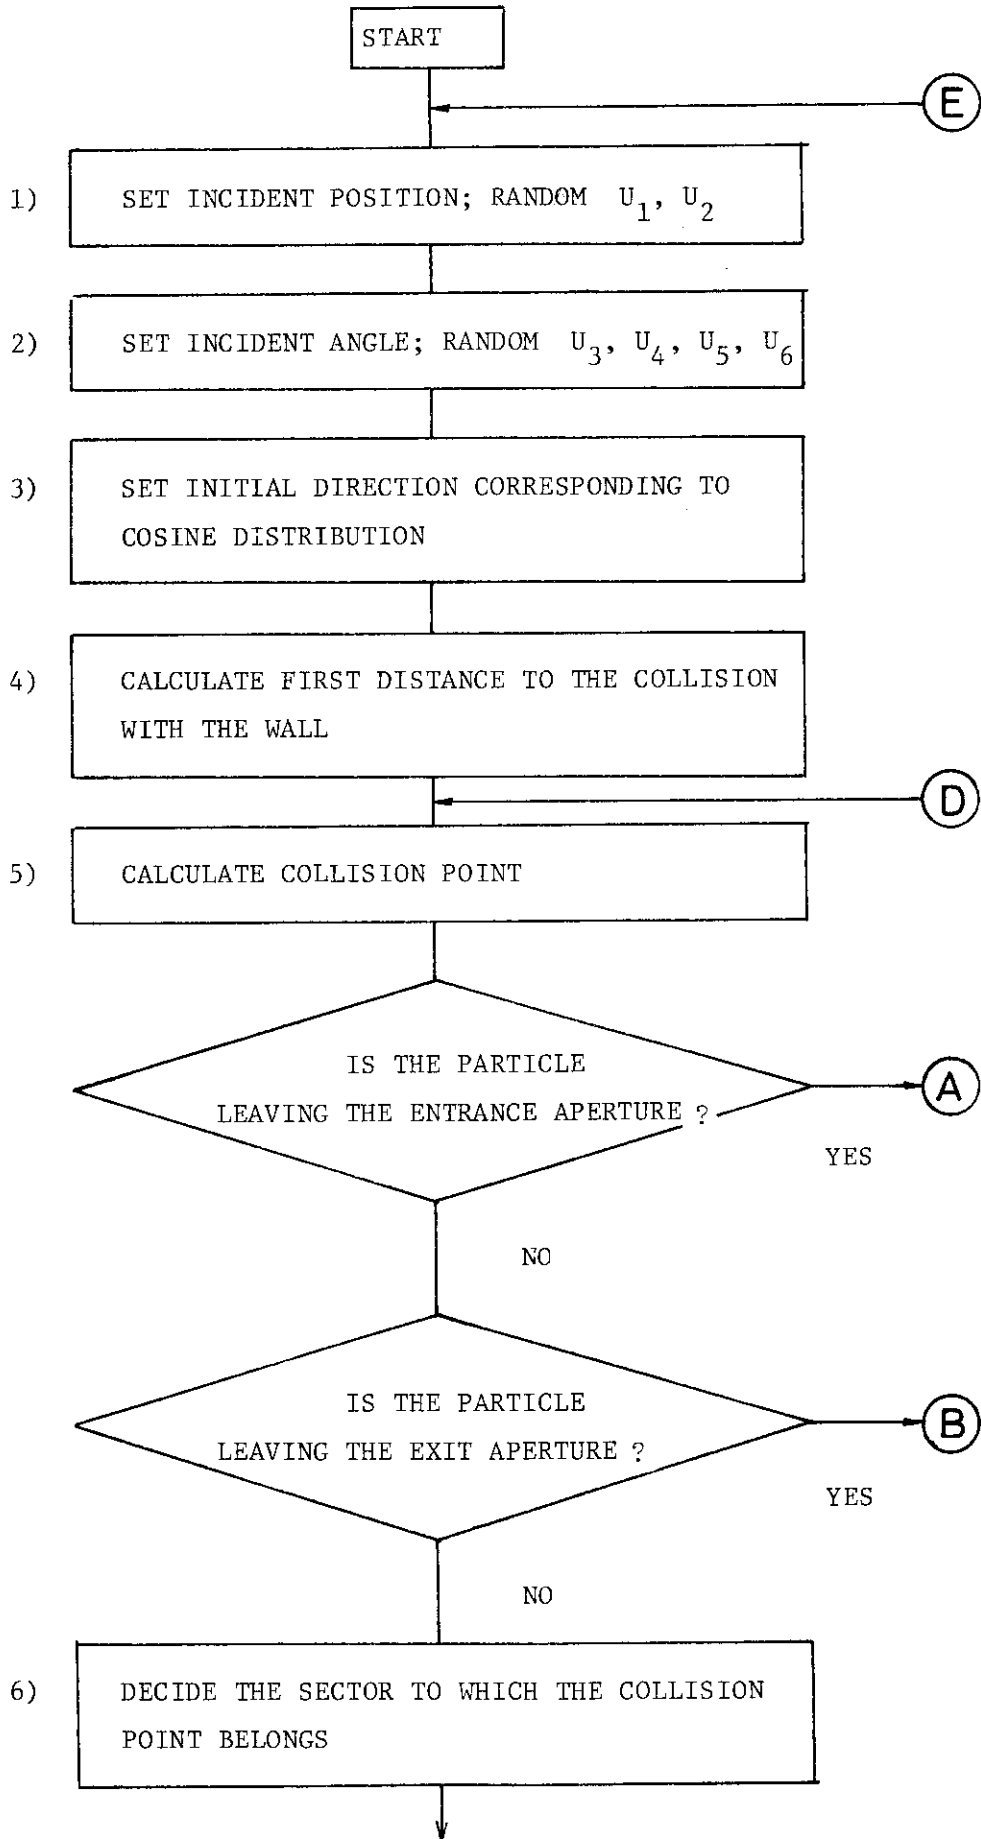 START
E
1) SET INCIDENT POSITION; RANDOM U1, U2
2) SET INCIDENT ANGLE; RANDOM U3, U4, U5, U6
3) SET INITIAL DIRECTION CORRESPONDING TO
COSINE DISTRIBUTION
4) CALCULATE FIRST DISTANCE TO THE COLLISION
WITH THE WALL
D
5) CALCULATE COLLISION POINT
IS THE PARTICLE
LEAVING THE ENTRANCE APERTURE ?
A
YES
NO
IS THE PARTICLE
LEAVING THE EXIT APERTURE ?
B
YES
NO
6) DECIDE THE SECTOR TO WHICH THE COLLISION
POINT BELONGS